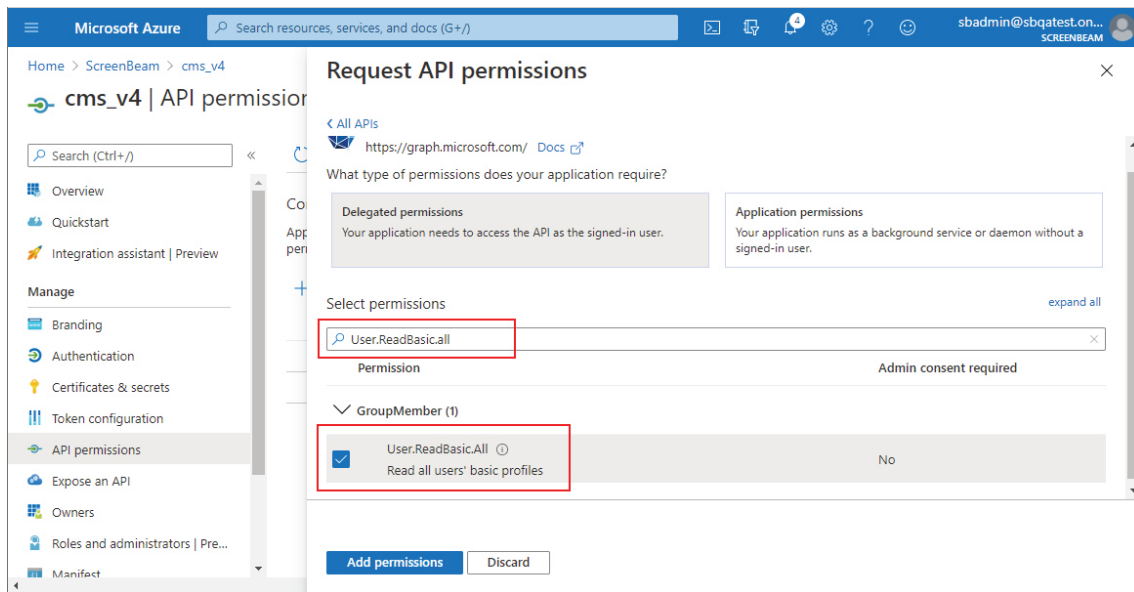 Microsoft Azure
Search resources, services, and docs (G+/)
4
sbadmin@sbqatest.on...
SCREENBEAM
Home > ScreenBeam > cms_v4
cms_v4 | API permission
Search (Ctrl+/)
«
Overview
Quickstart
Integration assistant | Preview
Manage
Branding
Authentication
Certificates & secrets
Token configuration
API permissions
Expose an API
Owners
Roles and administrators | Pre...
Manifest
Co
App
per
+
Request API permissions
All APIs
https://graph.microsoft.com/ Docs
What type of permissions does your application require?
Delegated permissions
Your application needs to access the API as the signed-in user.
Application permissions
Your application runs as a background service or daemon without a
signed-in user.
Select permissions
expand all
User.ReadBasic.all
Permission
Admin consent required
GroupMember (1)
User.ReadBasic.All
Read all users' basic profiles
No
Add permissions
Discard